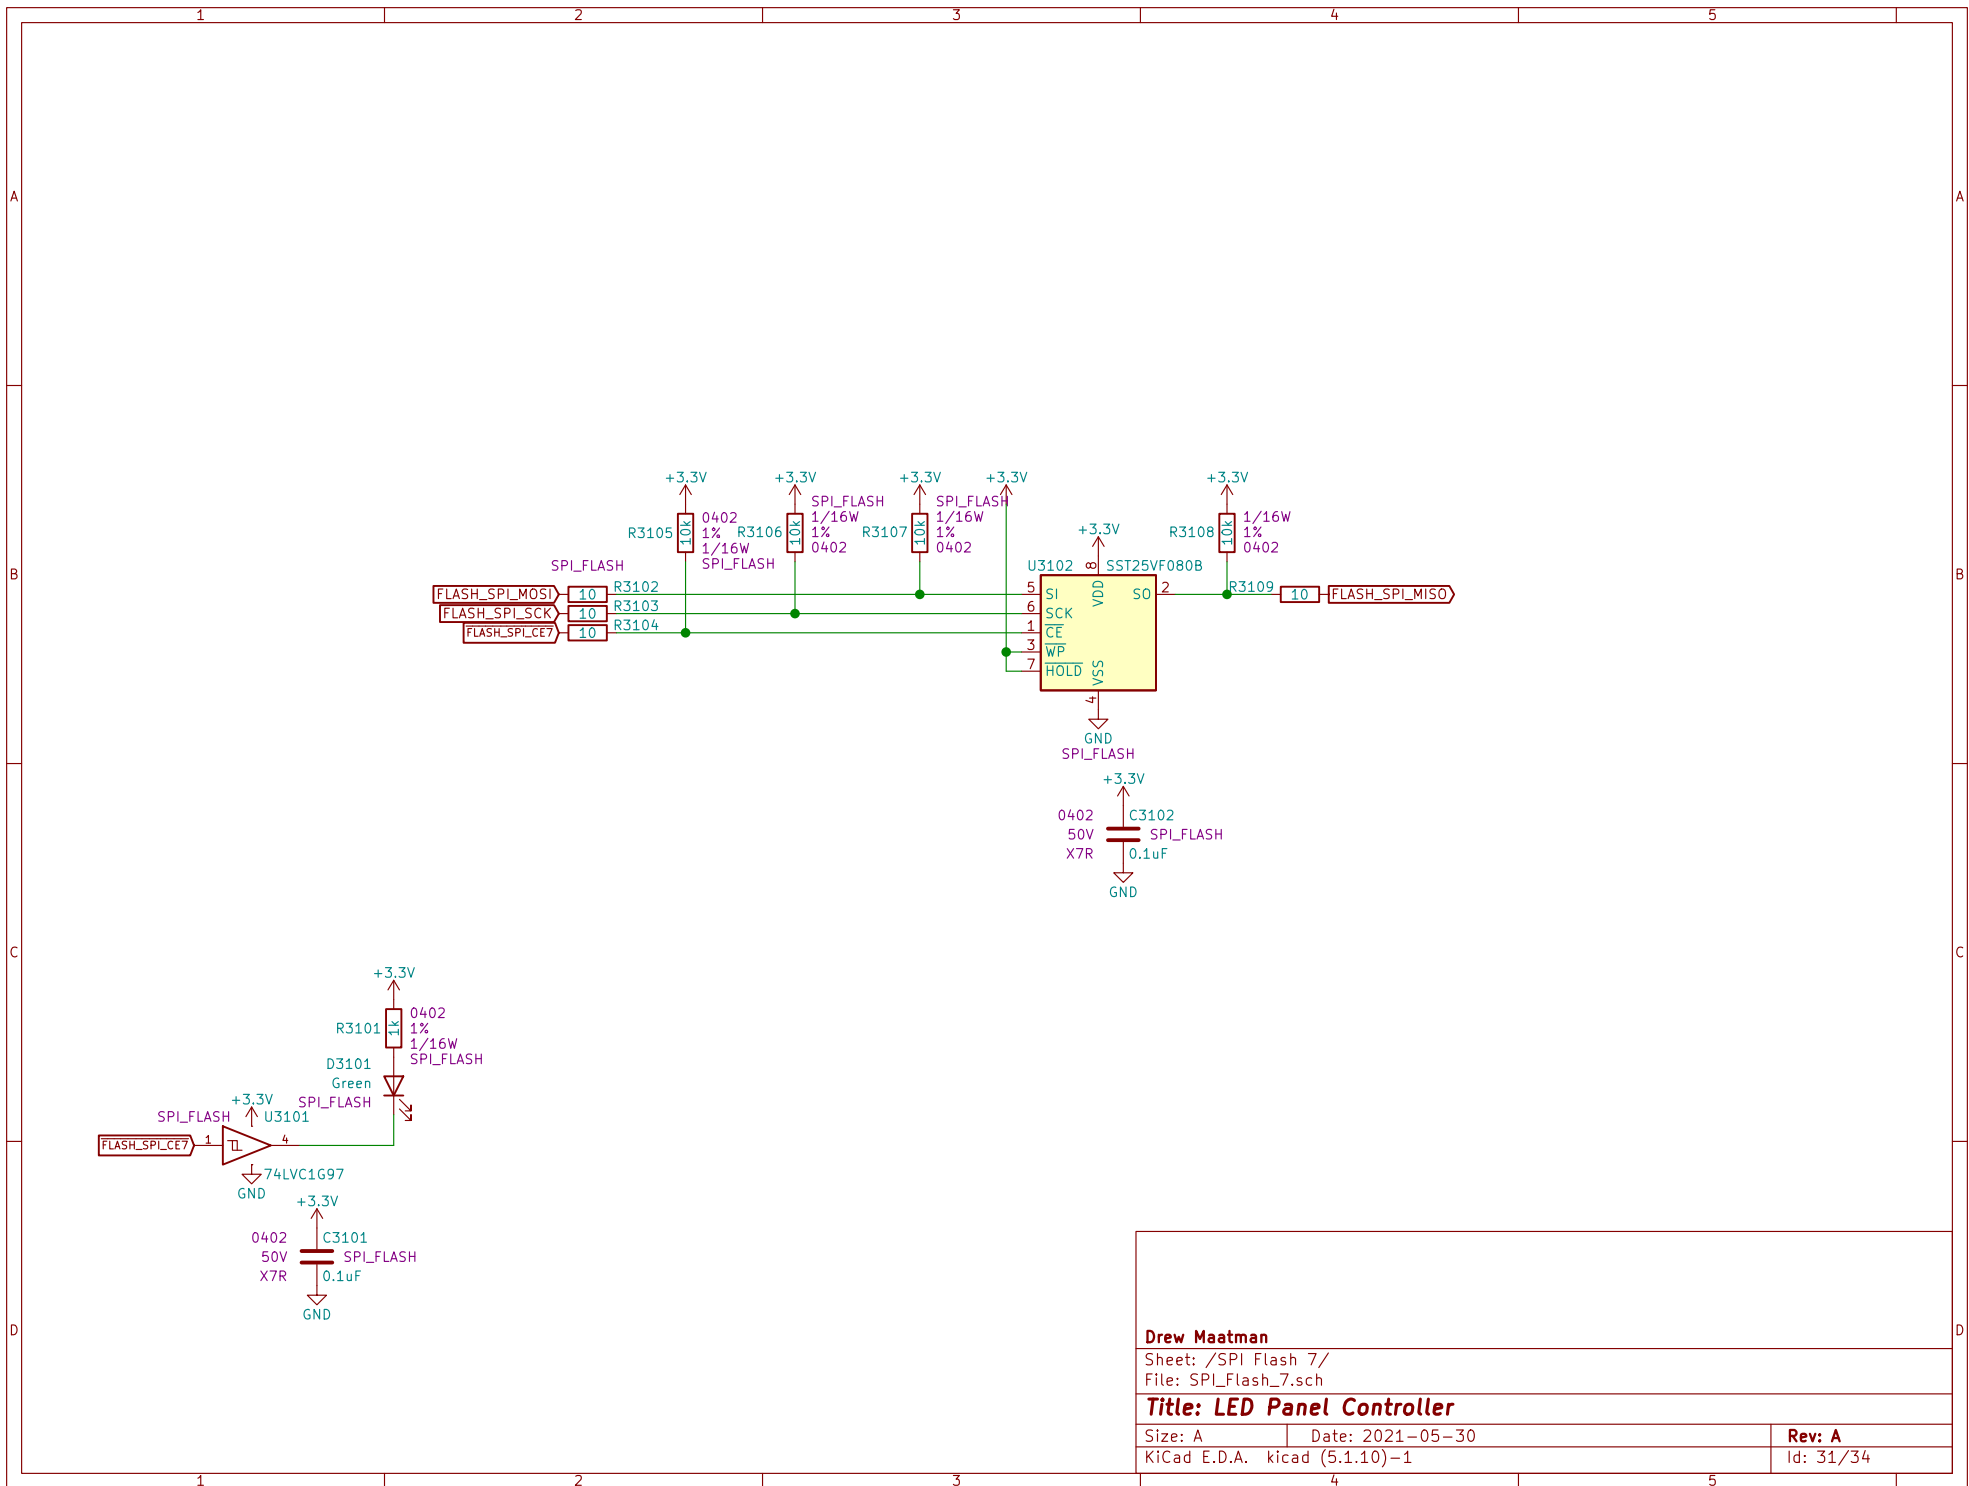 1 2 3 4 5
A A
+3.3V +3.3V +3.3V +3.3V +3.3V
R3105 10k 0402
1%
1/16W
SPI_FLASH
R3106 10k SPI_FLASH
1/16W
1%
0402
R3107 10k SPI_FLASH
1/16W
1%
0402
R3108 10k 1/16W
1%
0402
+3.3V
B B
SPI_FLASH
FLASH_SPI_MOSI 10 R3102
FLASH_SPI_SCK 10 R3103
FLASH_SPI_CE7 10 R3104
U3102 8 SST25VF080B
VDD
5 SI SO 2
6 SCK
1 CE
3 WP
7 HOLD
VSS
4
R3109 10 FLASH_SPI_MISO
GND
SPI_FLASH
+3.3V
0402 C3102
50V SPI_FLASH
X7R 0.1uF
GND
C C
+3.3V
R3101 1k 0402
1%
1/16W
SPI_FLASH
D3101
Green
SPI_FLASH
+3.3V
SPI_FLASH U3101
FLASH_SPI_CE7 1 4
74LVC1G97
GND
+3.3V
0402 C3101
50V SPI_FLASH
X7R 0.1uF
GND
D D
Drew Maatman
Sheet: /SPI Flash 7/
File: SPI_Flash_7.sch
Title: LED Panel Controller
Size: A Date: 2021-05-30 Rev: A
KiCad E.D.A. kicad (5.1.10)-1 Id: 31/34
1 2 3 4 5